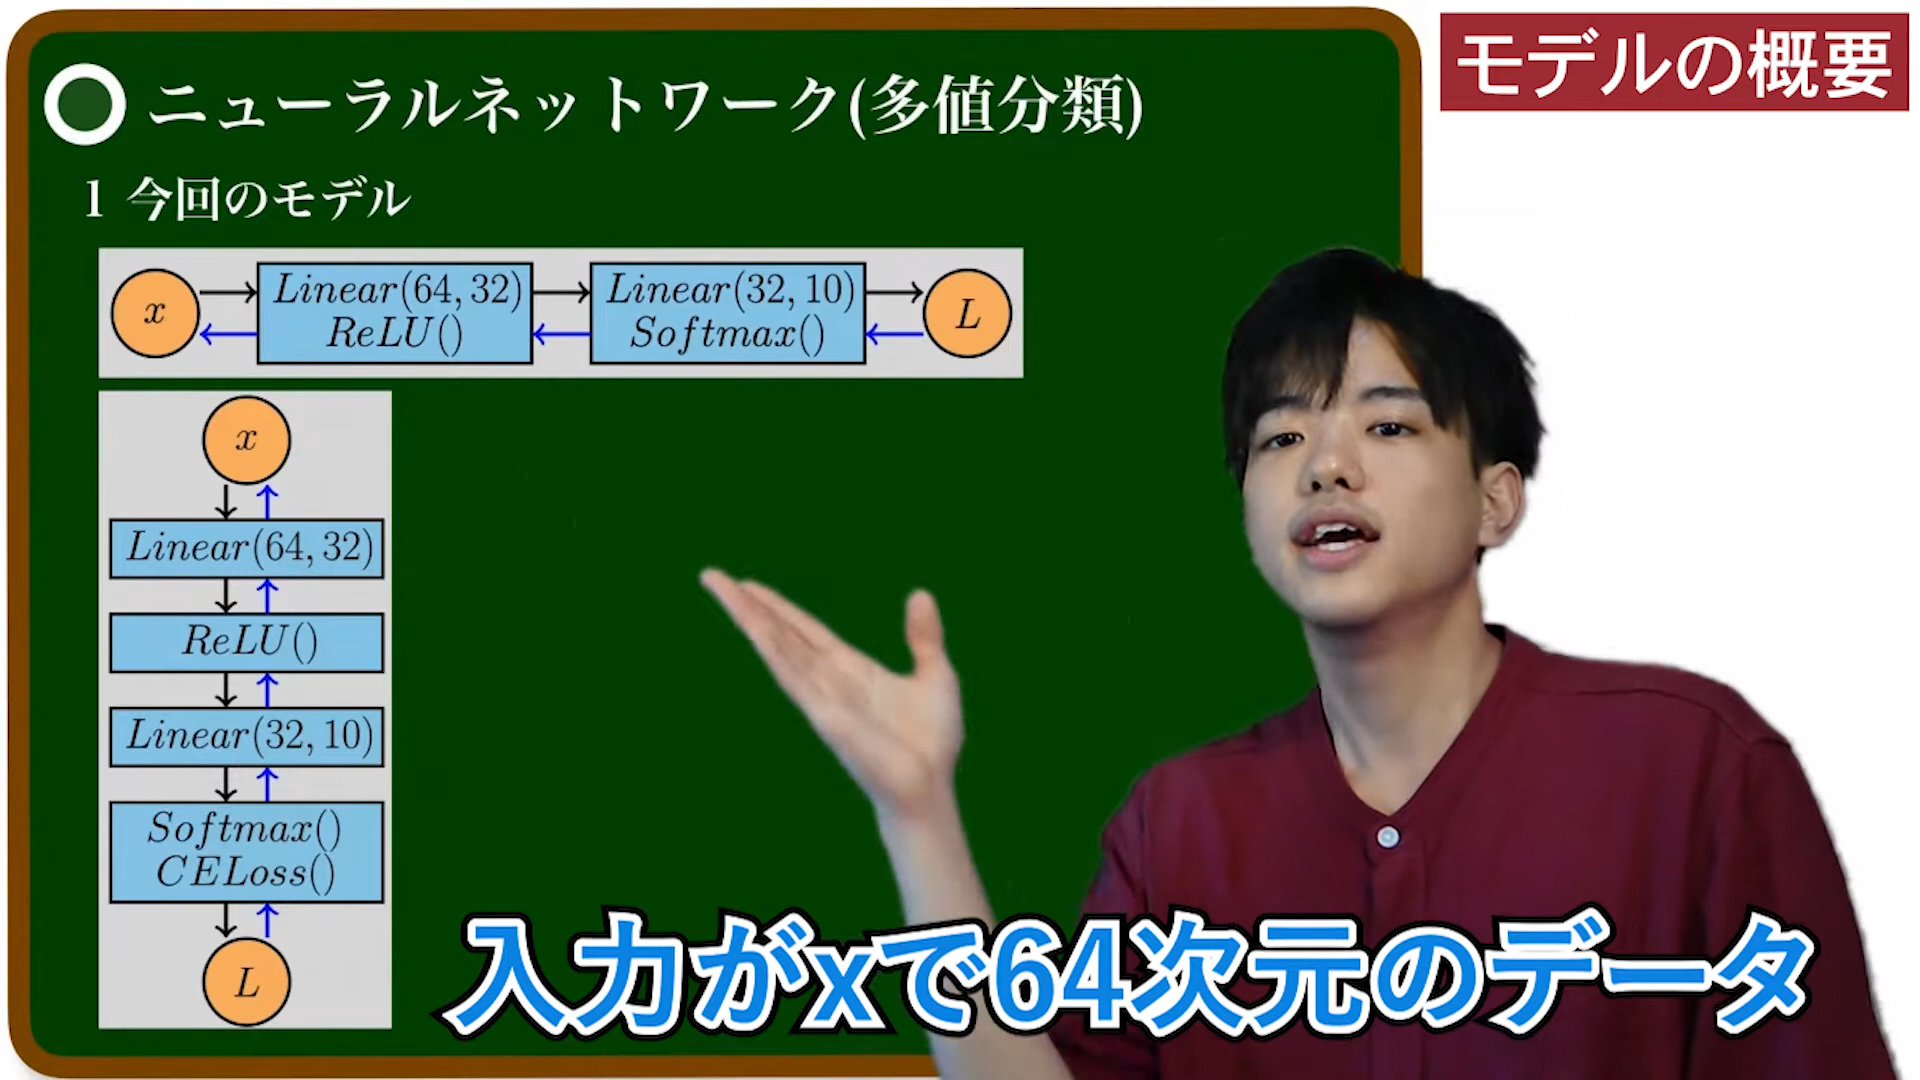 モデルの概要
ニューラルネットワーク(多値分類)
1 今回のモデル
x
Linear(64, 32)
ReLU()
Linear(32, 10)
Softmax()
L
x
Linear(64, 32)
ReLU()
Linear(32, 10)
Softmax()
CELoss()
L
入力がxで64次元のデータ